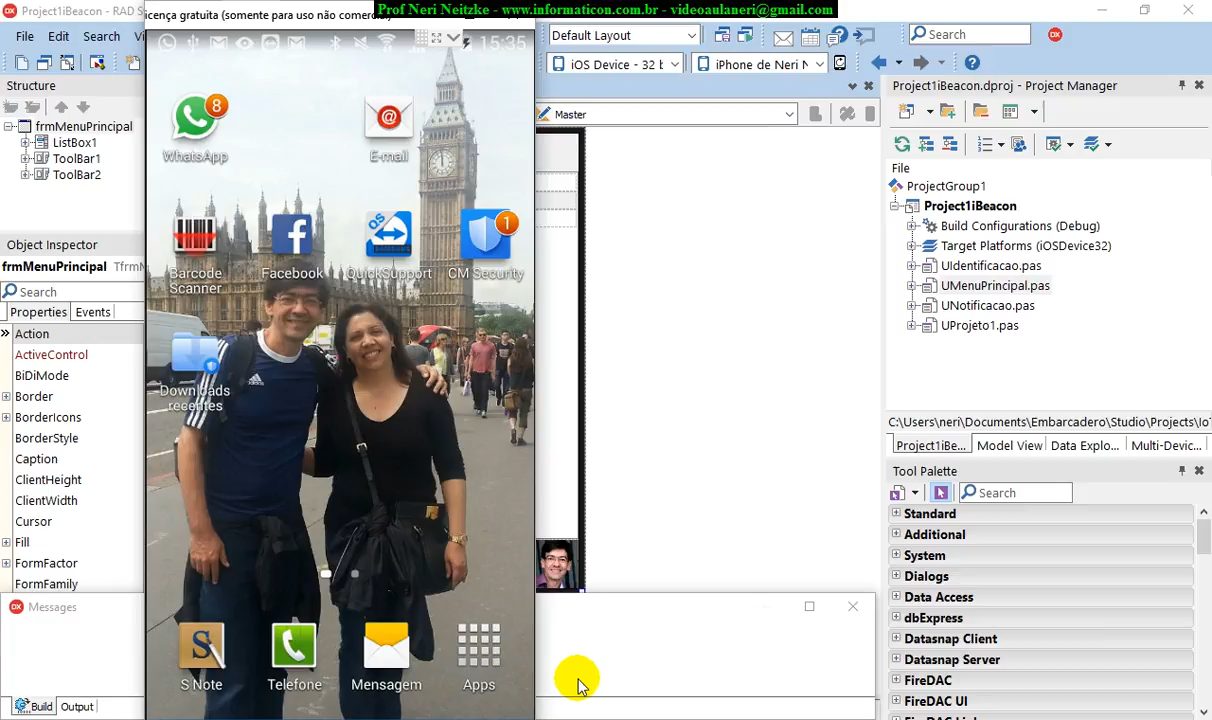 Project1iBeacon - RAD S
icença gratuita (somente para uso não comercial
Prof Neri Neitzke - www.informaticon.com.br - videoaulaneri@gmail.com
File
Edit
Search
Default Layout
Search
iOS Device - 32 b
iPhone de Neri N
15:35
Structure
frmMenuPrincipal
ListBox1
ToolBar1
ToolBar2
Object Inspector
frmMenuPrincipal
TfrmM
Search
Properties
Events
Action
ActiveControl
BiDiMode
Border
BorderIcons
BorderStyle
Caption
ClientHeight
ClientWidth
Cursor
Fill
FormFactor
FormFamily
Messages
Build
Output
8
WhatsApp
E-mail
Barcode
Scanner
Facebook
QS
QuickSupport
1
CM Security
Downloads
recentes
S
S Note
Telefone
Mensagem
Apps
Master
Project1iBeacon.dproj - Project Manager
File
ProjectGroup1
Project1iBeacon
Build Configurations (Debug)
Target Platforms (iOSDevice32)
UIdentificacao.pas
UMenuPrincipal.pas
UNotificacao.pas
UProjeto1.pas
C:\Users\neri\Documents\Embarcadero\Studio\Projects\Io
Project1iBe...
Model View
Data Explo...
Multi-Devic...
Tool Palette
Search
Standard
Additional
System
Dialogs
Data Access
dbExpress
Datasnap Client
Datasnap Server
FireDAC
FireDAC UI